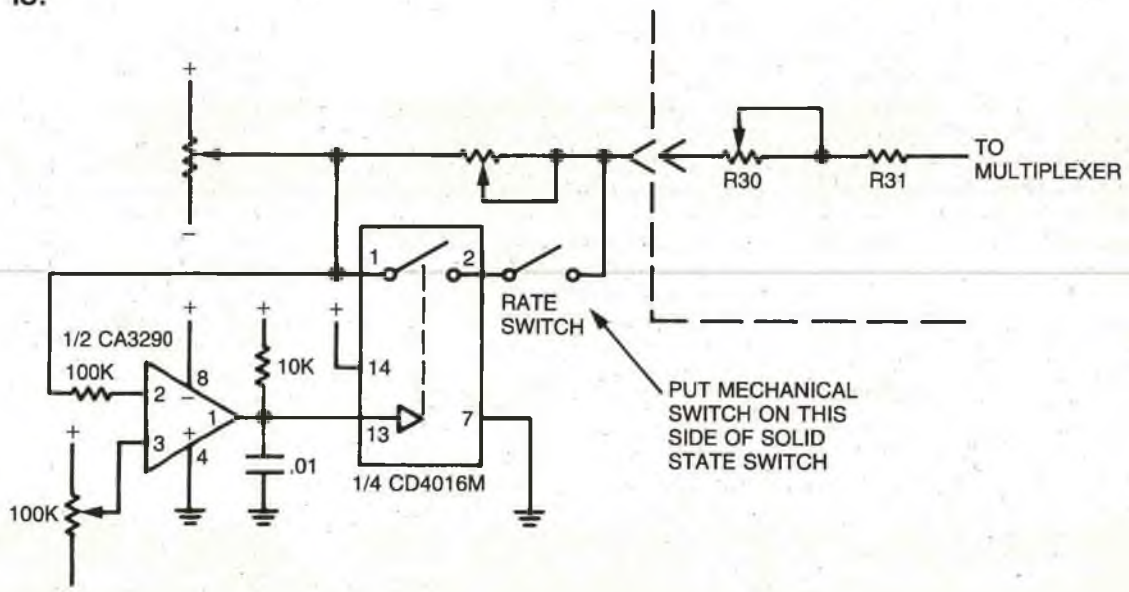 +
TO
MULTIPLEXER
R30
R31
−
1
2
RATE
SWITCH
+
+
+
1/2 CA3290
100K
10K
8
14
2
−
1
PUT MECHANICAL
SWITCH ON THIS
SIDE OF SOLID
STATE SWITCH
+
3
+
4
13
7
.01
1/4 CD4016M
100K